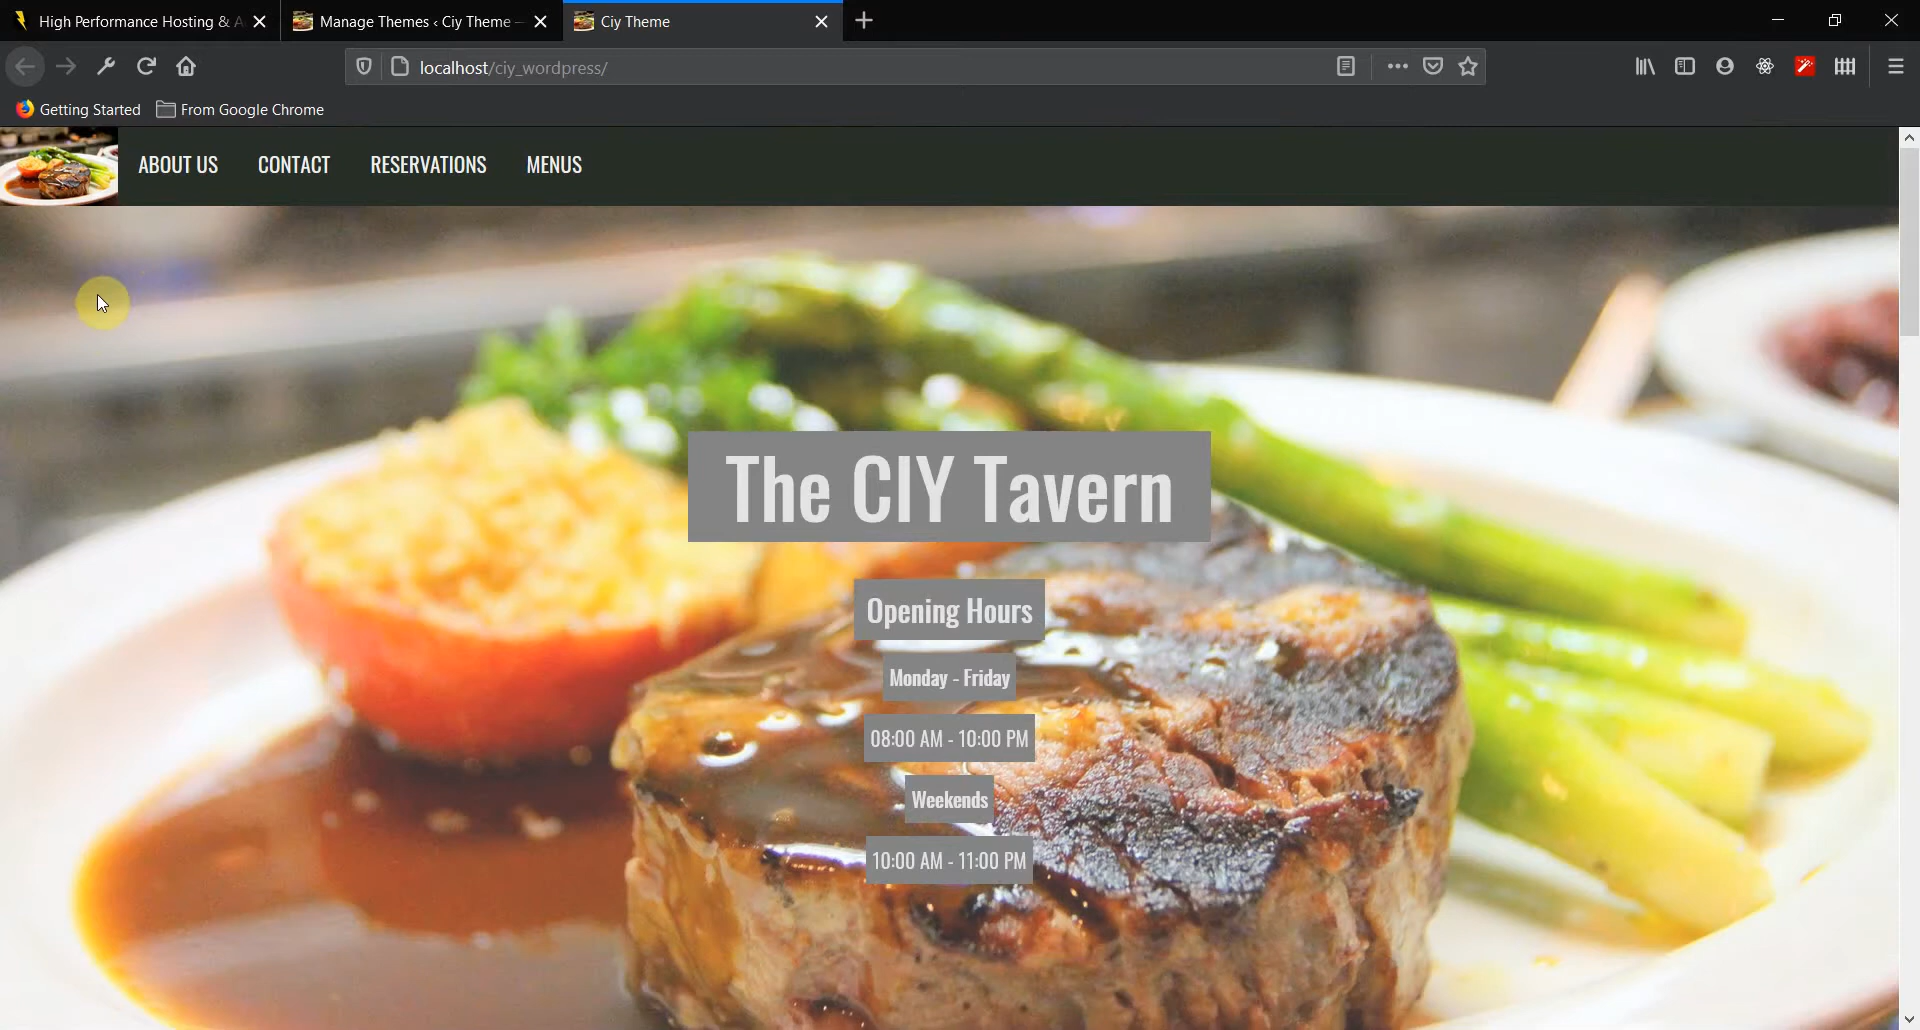 High Performance Hosting & A
Manage Themes ‹ Ciy Theme —
Ciy Theme
localhost/ciy_wordpress/
Getting Started
From Google Chrome
ABOUT US
CONTACT
RESERVATIONS
MENUS
The CIY Tavern
Opening Hours
Monday - Friday
08:00 AM - 10:00 PM
Weekends
10:00 AM - 11:00 PM